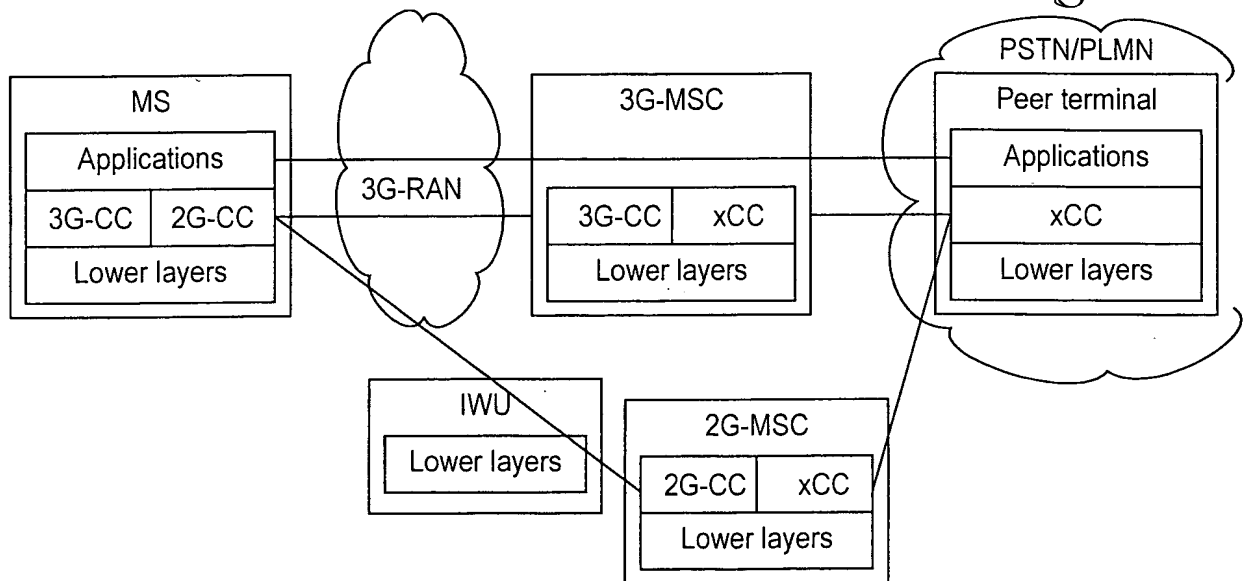 PSTN/PLMN
MS
3G-MSC
Peer terminal
Applications
Applications
3G-RAN
3G-CC 2G-CC
3G-CC xCC
xCC
Lower layers
Lower layers
Lower layers
IWU
2G-MSC
Lower layers
2G-CC xCC
Lower layers